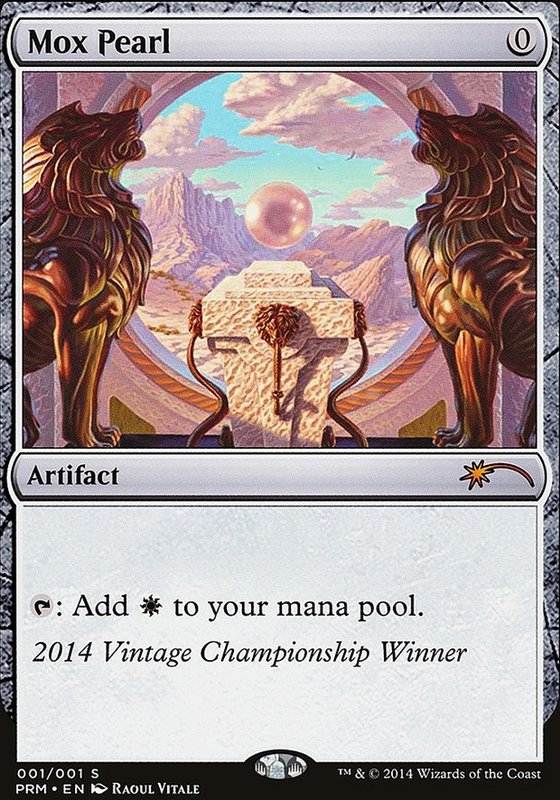 Mox Pearl 0
Artifact
: Add to your mana pool.
2014 Vintage Championship Winner
001/001 S
PRM • EN Raoul Vitale
™ & © 2014 Wizards of the Coast